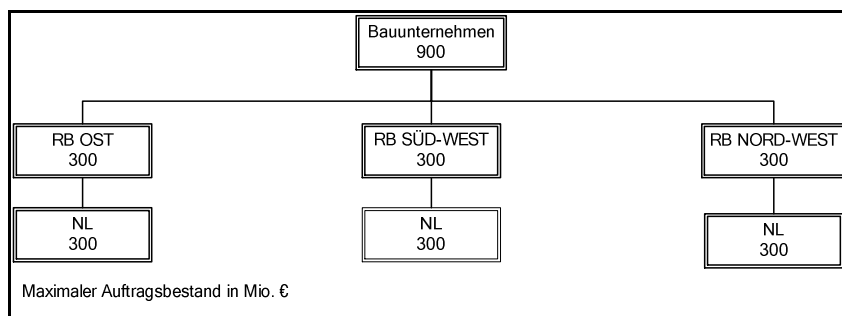 Bauunternehmen
900
RB OST
300
RB SÜD-WEST
300
RB NORD-WEST
300
NL
300
NL
300
NL
300
Maximaler Auftragsbestand in Mio. €